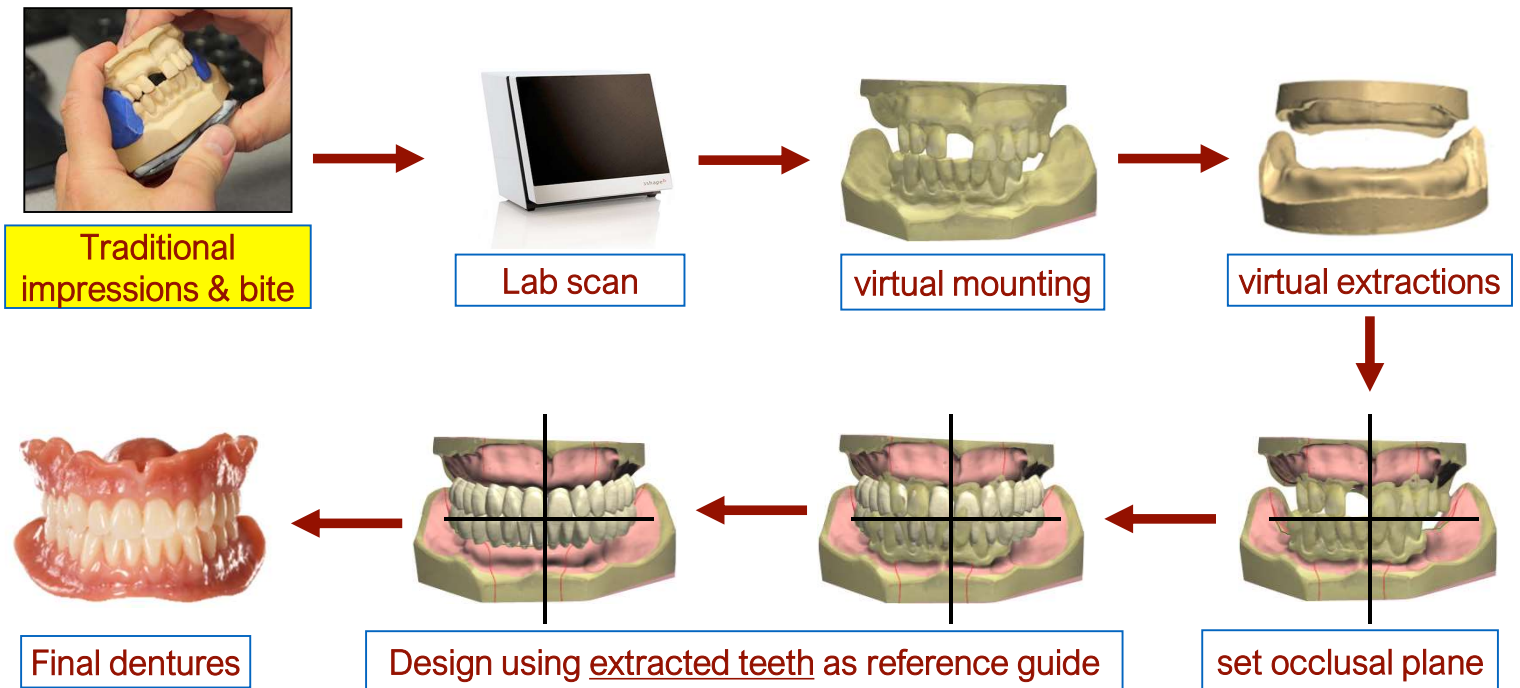 Traditional
impressions & bite
Lab scan
virtual mounting
virtual extractions
set occlusal plane
Design using extracted teeth as reference guide
Final dentures